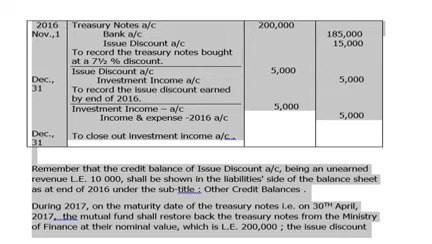 2016 Treasury Notes a/c 200,000
Nov.,1 Bank a/c 185,000
Issue Discount a/c 15,000
To record the treasury notes bought
at a 7½ % discount.
Issue Discount a/c 5,000
Dec., Investment Income a/c 5,000
31 To record the issue discount earned
by end of 2016.
Investment Income – a/c 5,000
Income & expense -2016 a/c 5,000
Dec., To close out investment income a/c .
31
Remember that the credit balance of Issue Discount a/c, being an unearned
revenue L.E. 10 000, shall be shown in the liabilities' side of the balance sheet
as at end of 2016 under the sub-title ; Other Credit Balances .
During 2017, on the maturity date of the treasury notes i.e. on 30TH April,
2017, the mutual fund shall restore back the treasury notes from the Ministry
of Finance at their nominal value, which is L.E. 200,000 ; the issue discount